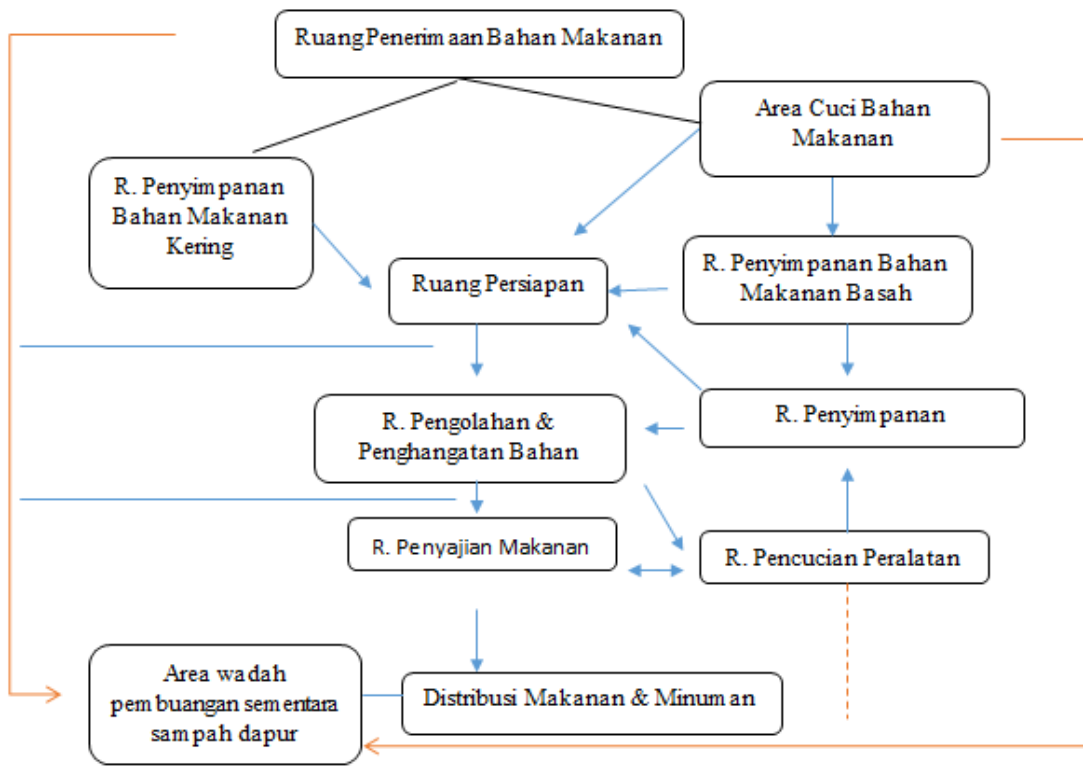 Ruang Penerimaan Bahan Makanan
Area Cuci Bahan
Makanan
R. Penyimpanan
Bahan Makanan
Kering
Ruang Persiapan
R. Penyimpanan Bahan
Makanan Basah
R. Pengolahan &
Penghangatan Bahan
R. Penyimpanan
R. Penyajian Makanan
R. Pencucian Peralatan
Area wadah
pembuangan sementara
sampah dapur
Distribusi Makanan & Minuman